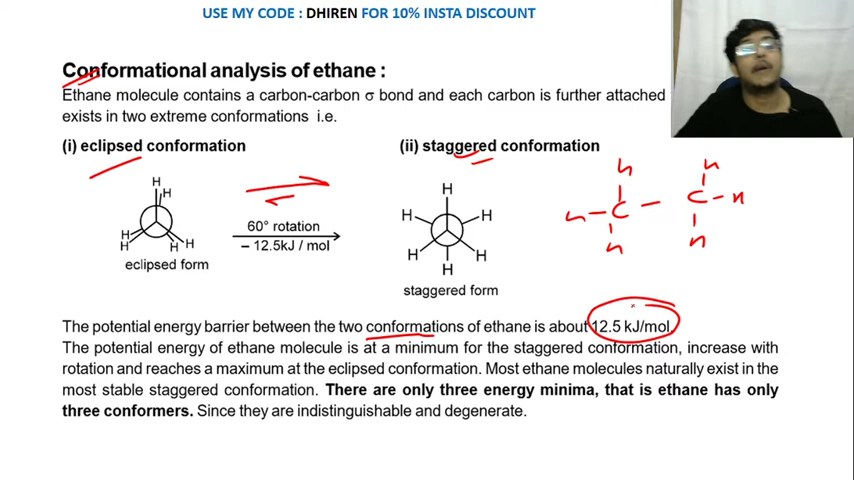 USE MY CODE : DHIREN FOR 10% INSTA DISCOUNT
Conformational analysis of ethane :
Ethane molecule contains a carbon-carbon σ bond and each carbon is further attached
exists in two extreme conformations i.e.
(i) eclipsed conformation (ii) staggered conformation
H
H
H
H
H
H
eclipsed form
60° rotation
– 12.5kJ / mol
H
H H
H H
H
staggered form
H H
H – C – C – H
H H
The potential energy barrier between the two conformations of ethane is about 12.5 kJ/mol.
The potential energy of ethane molecule is at a minimum for the staggered conformation, increase with
rotation and reaches a maximum at the eclipsed conformation. Most ethane molecules naturally exist in the
most stable staggered conformation. There are only three energy minima, that is ethane has only
three conformers. Since they are indistinguishable and degenerate.